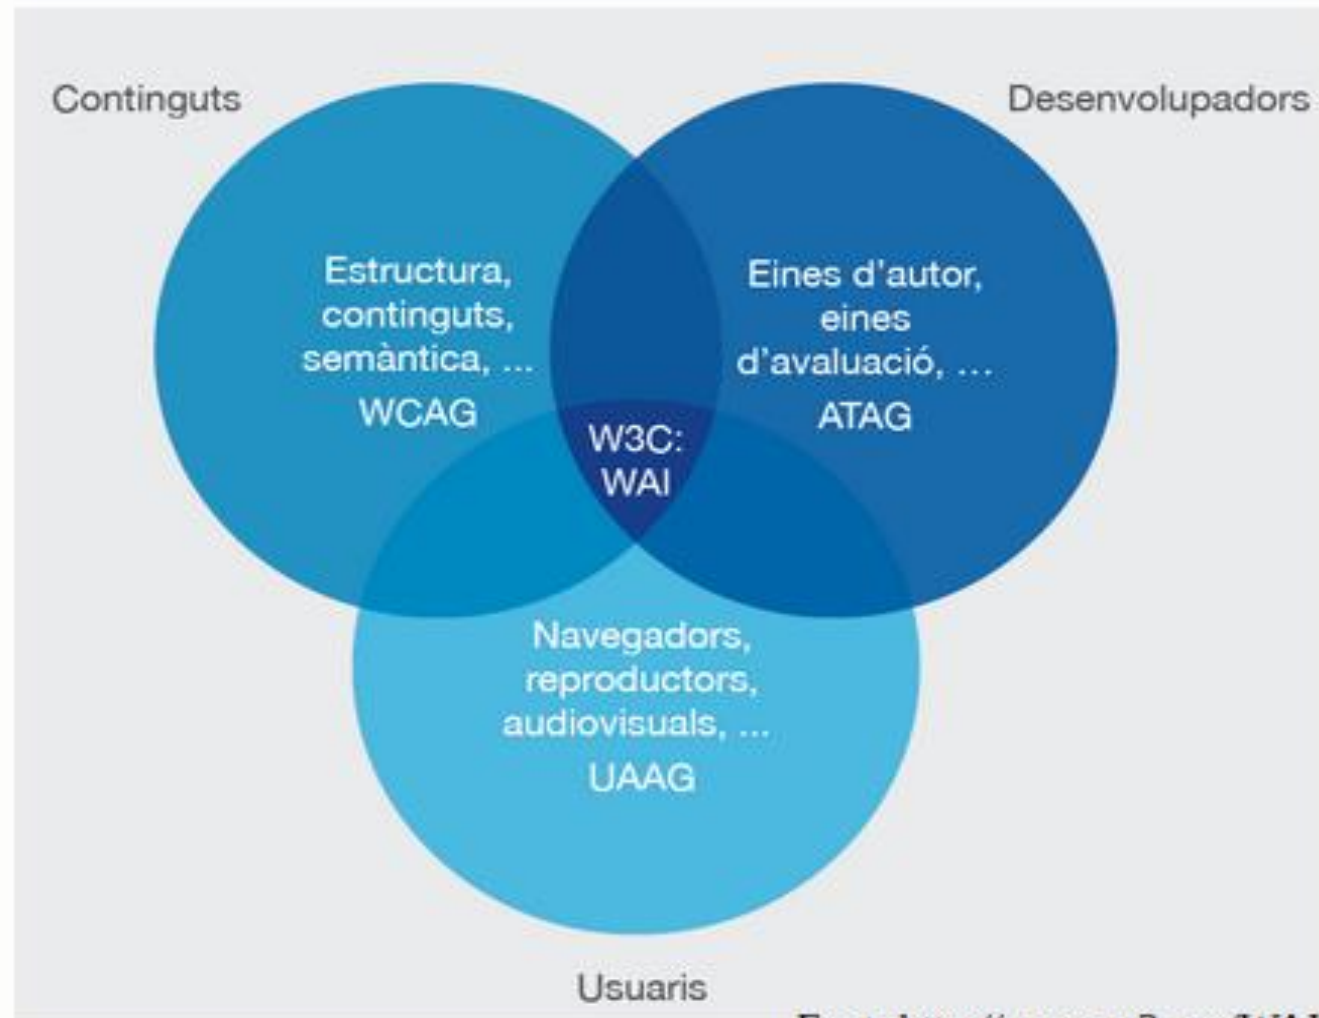 Continguts
Desenvolupadors
Estructura,
continguts,
semàntica, ...
WCAG
Eines d’autor,
eines
d’avaluació, ...
ATAG
W3C:
WAI
Navegadors,
reproductors,
audiovisuals, ...
UAAG
Usuaris